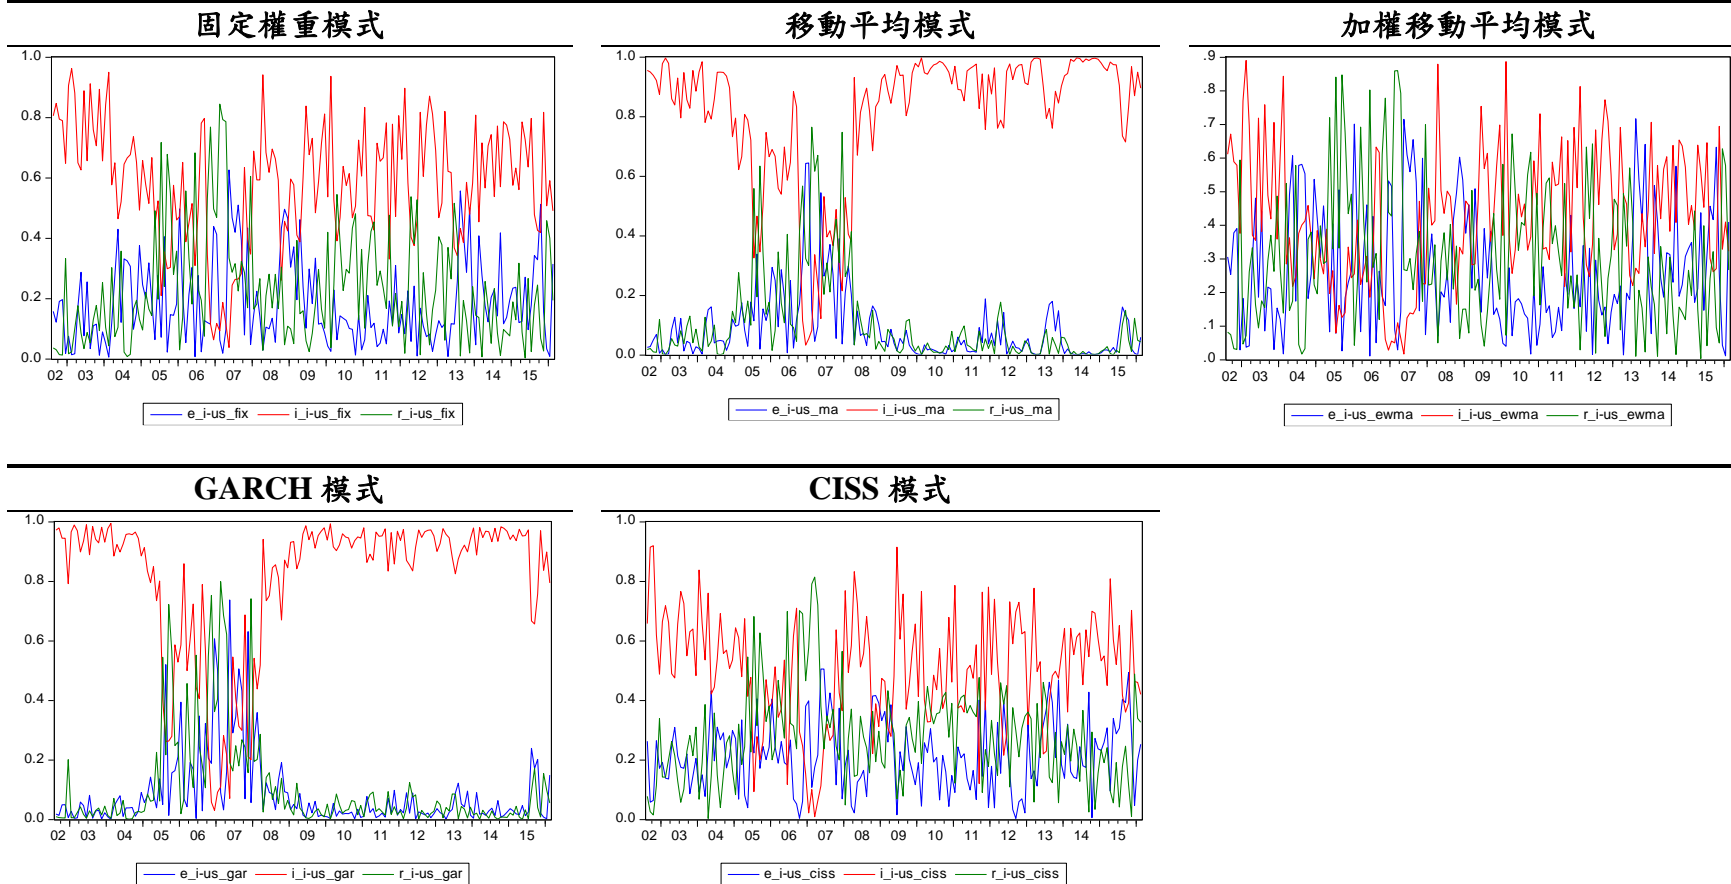 固定權重模式
移動平均模式
加權移動平均模式
1.0
0.8
0.6
0.4
0.2
0.0
02 03 04 05 06 07 08 09 10 11 12 13 14 15
e_i-us_fix i_i-us_fix r_i-us_fix
1.0
0.8
0.6
0.4
0.2
0.0
02 03 04 05 06 07 08 09 10 11 12 13 14 15
e_i-us_ma i_i-us_ma r_i-us_ma
.9
.8
.7
.6
.5
.4
.3
.2
.1
.0
02 03 04 05 06 07 08 09 10 11 12 13 14 15
e_i-us_ewma i_i-us_ewma r_i-us_ewma
GARCH 模式
CISS 模式
1.0
0.8
0.6
0.4
0.2
0.0
02 03 04 05 06 07 08 09 10 11 12 13 14 15
e_i-us_gar i_i-us_gar r_i-us_gar
1.0
0.8
0.6
0.4
0.2
0.0
02 03 04 05 06 07 08 09 10 11 12 13 14 15
e_i-us_ciss i_i-us_ciss r_i-us_ciss